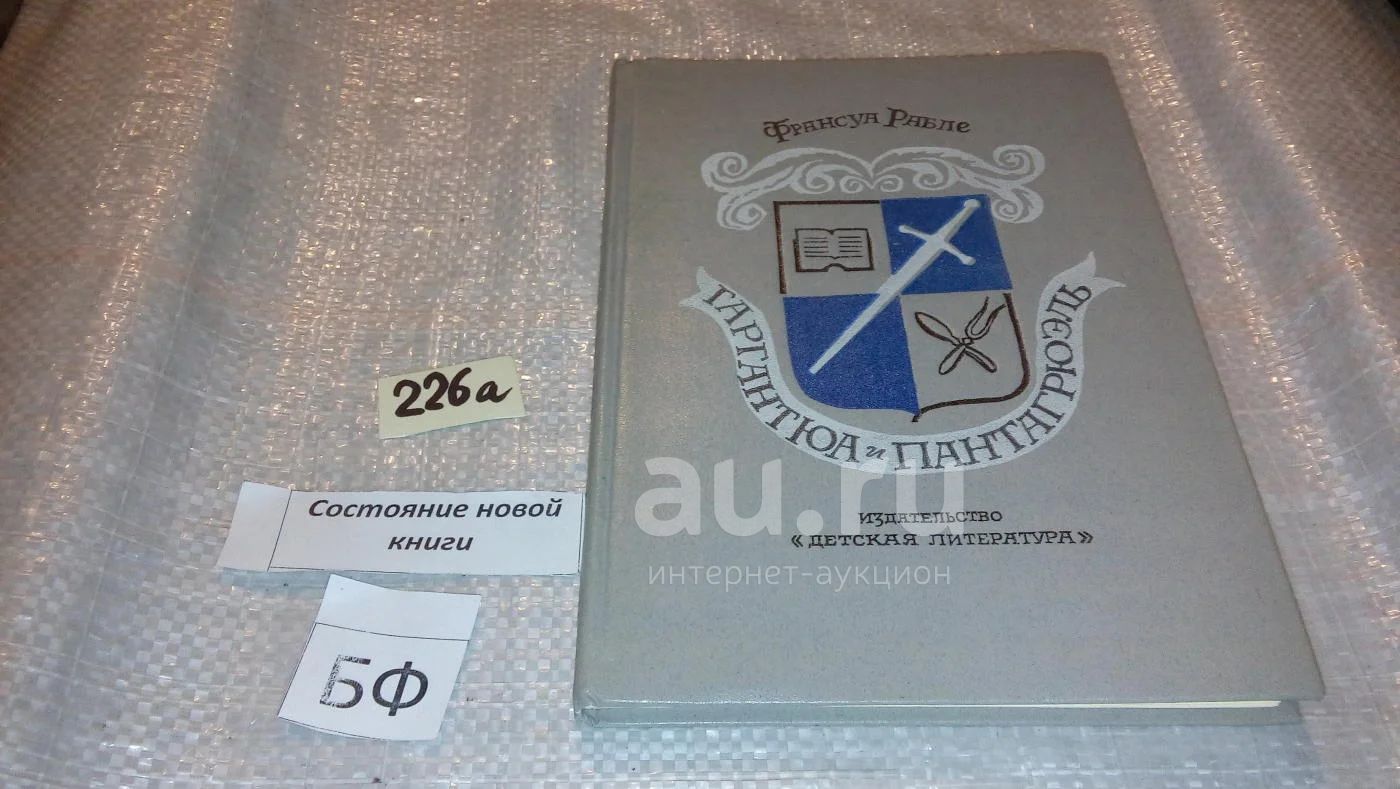 Франсуа Рабле
ГАРГАНТЮА и ПАНТАГРЮЭЛЬ
ИЗДАТЕЛЬСТВО
«ДЕТСКАЯ ЛИТЕРАТУРА»
226а
Состояние новой
книги
БФ
au.ru
интернет-аукцион